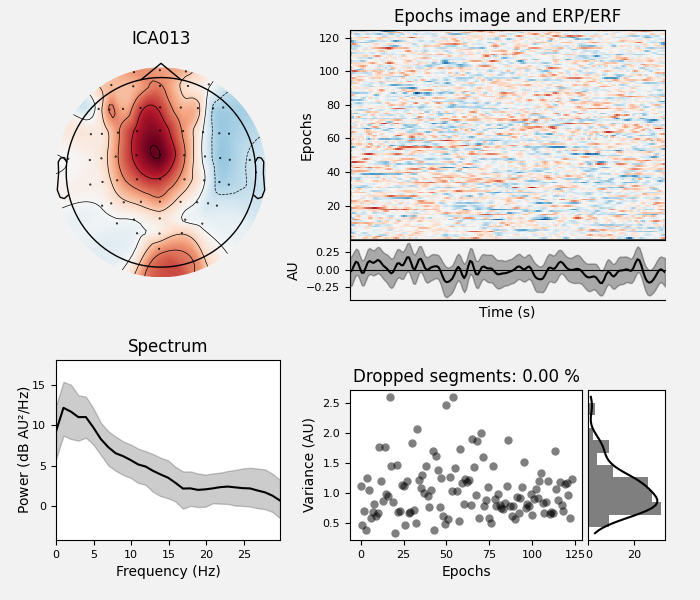 ICA013
Epochs image and ERP/ERF
120
100
80
60
40
20
Epochs
0.25
0.00
−0.25
AU
Time (s)
Spectrum
15
10
5
0
Power (dB AU²/Hz)
0 5 10 15 20 25
Frequency (Hz)
Dropped segments: 0.00 %
2.5
2.0
1.5
1.0
0.5
Variance (AU)
0 25 50 75 100 125
Epochs
0 20